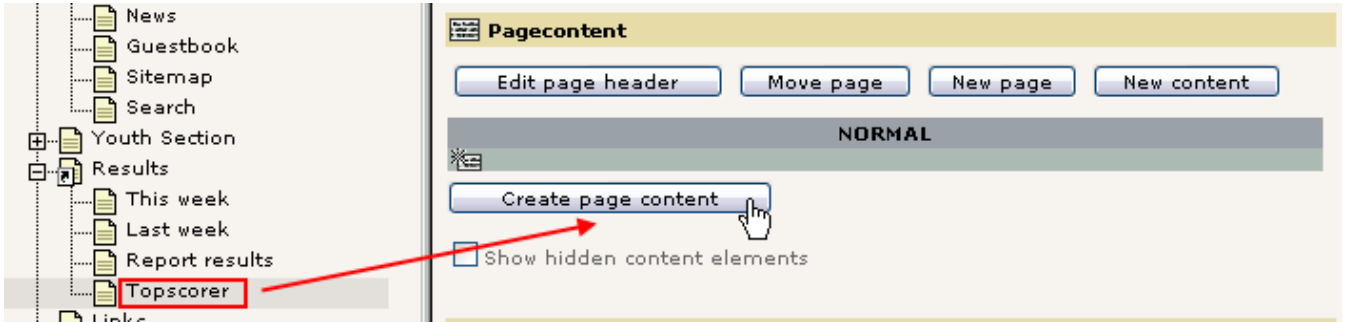 News
Guestbook
Sitemap
Search
Youth Section
Results
This week
Last week
Report results
Topscorer
Links
Pagecontent
Edit page header Move page New page New content
NORMAL
Create page content
Show hidden content elements